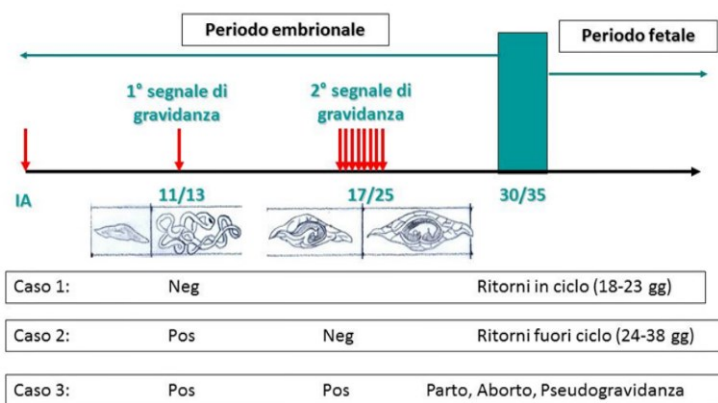 Periodo embrionale
Periodo fetale
1° segnale di
gravidanza
2° segnale di
gravidanza
IA
11/13
17/25
30/35
Caso 1: Neg Ritorni in ciclo (18-23 gg)
Caso 2: Pos Neg Ritorni fuori ciclo (24-38 gg)
Caso 3: Pos Pos Parto, Aborto, Pseudogravidanza